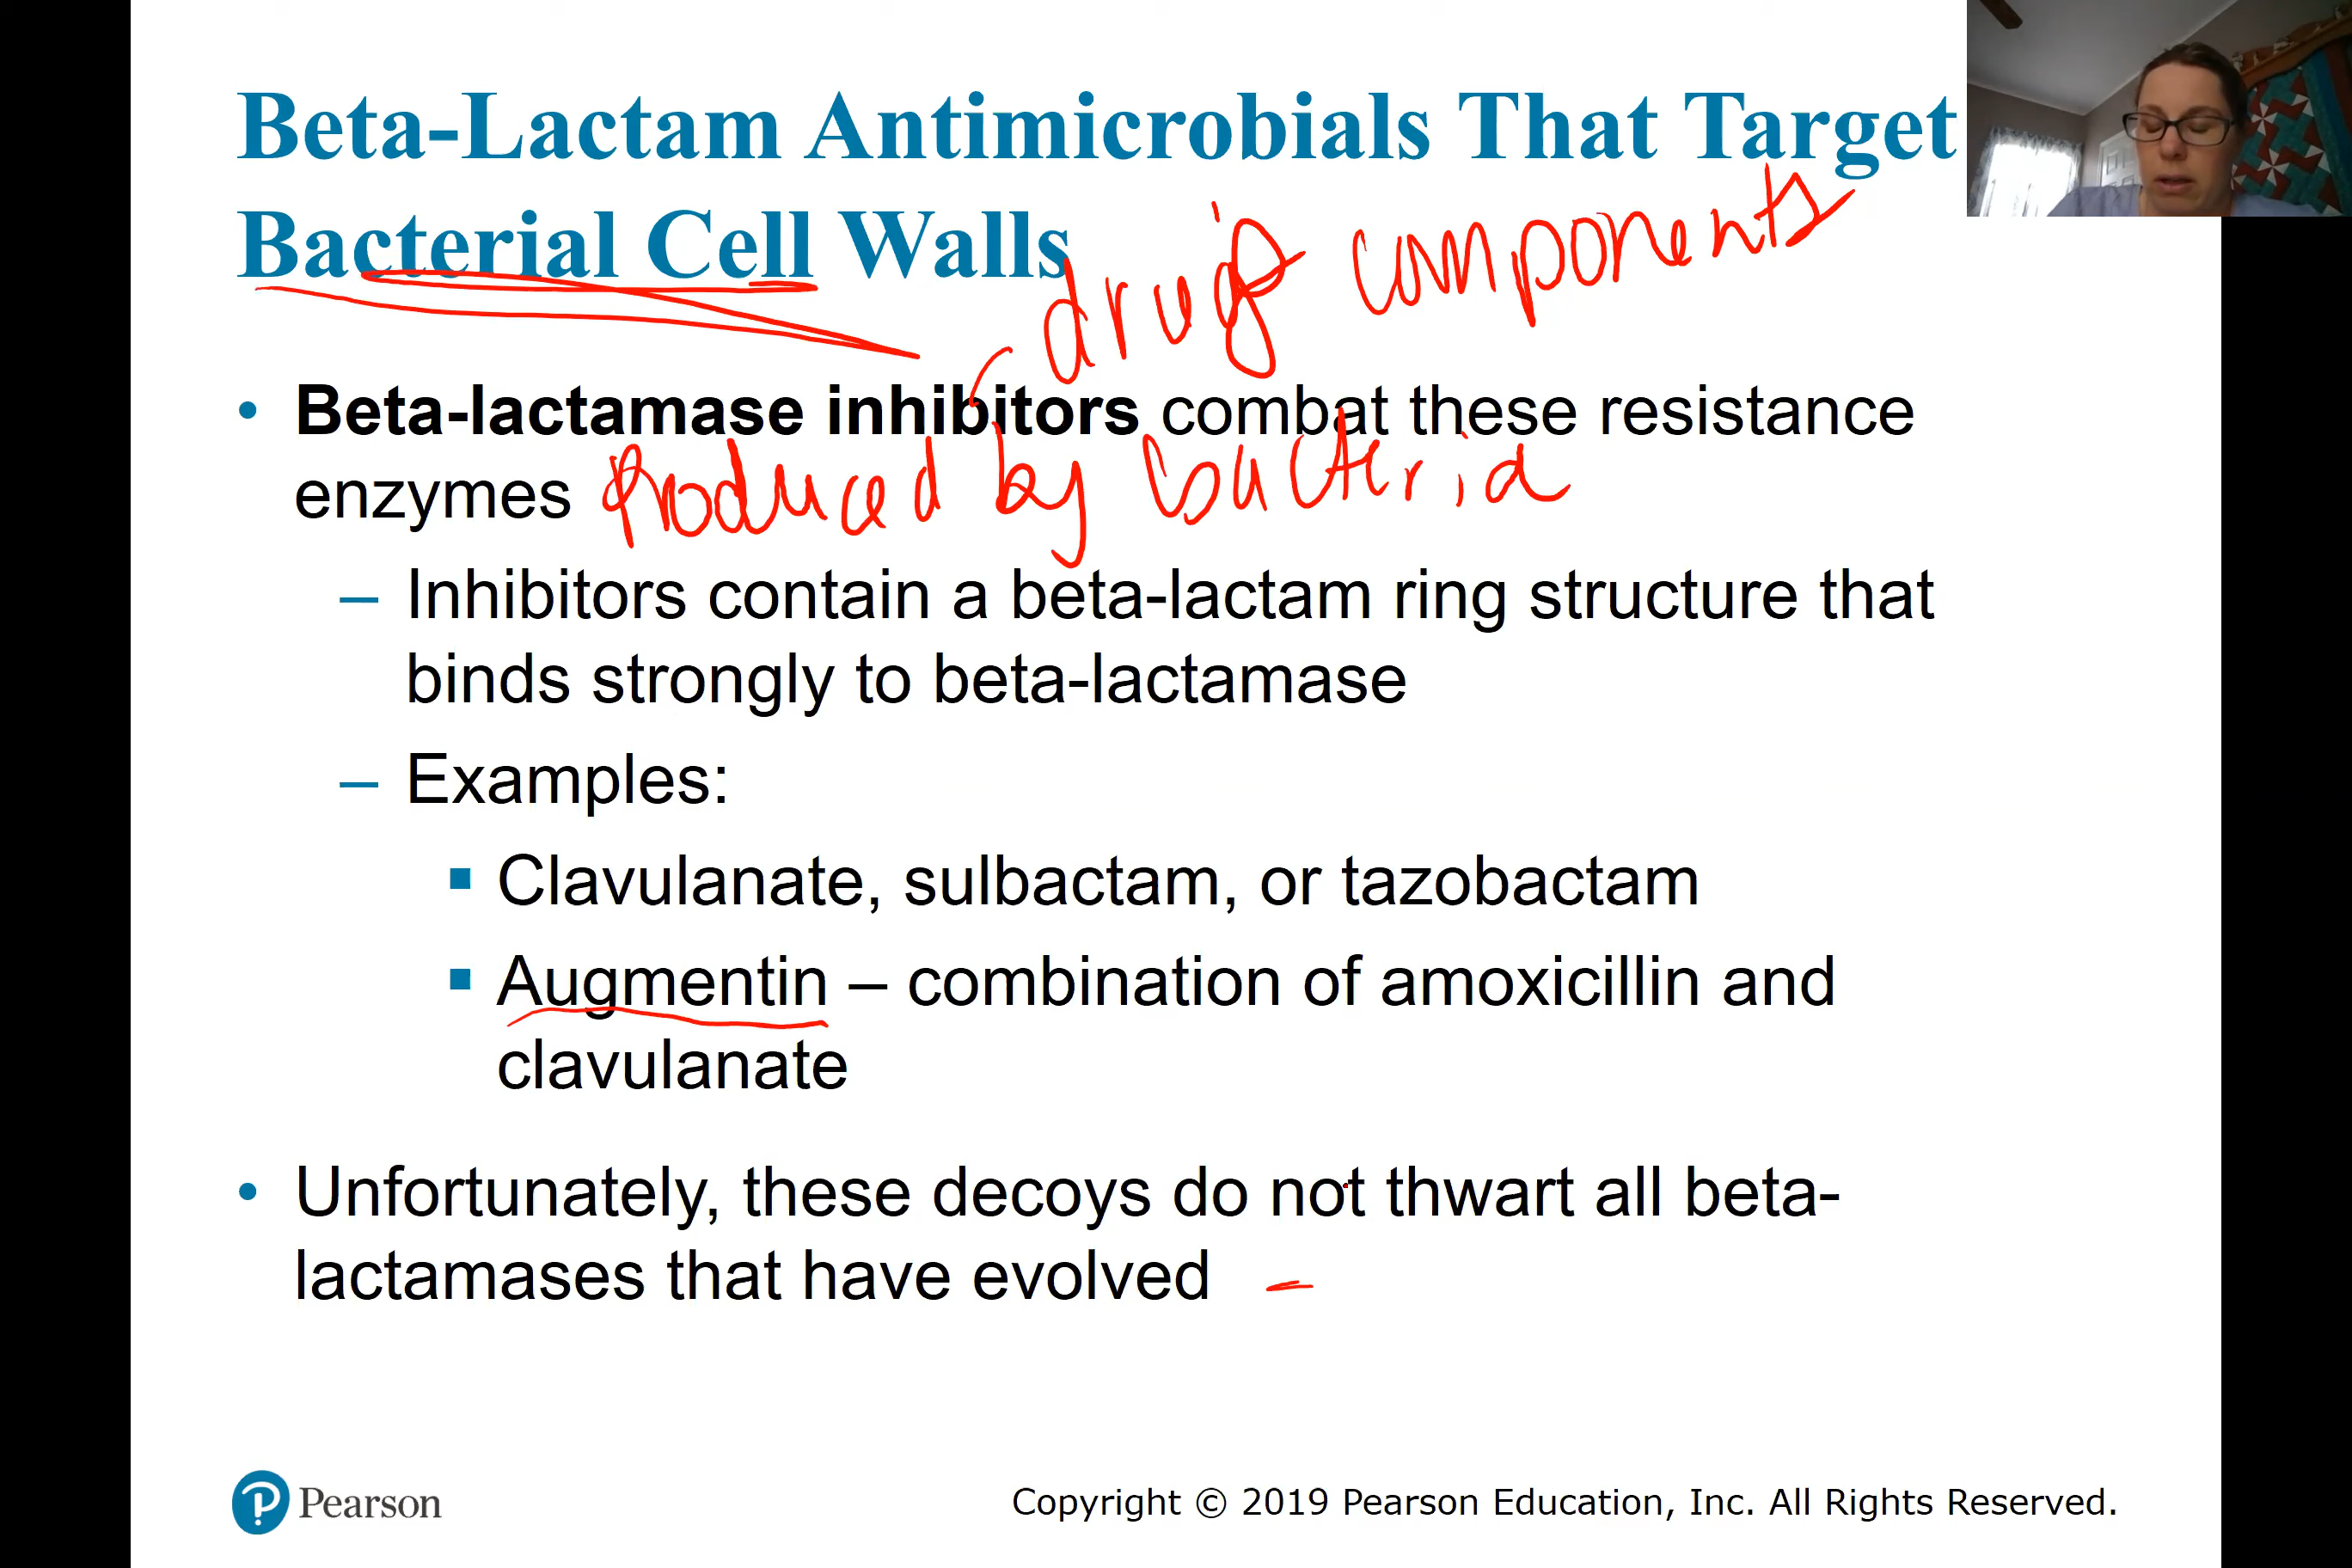 Beta-Lactam Antimicrobials That Target
Bacterial Cell Walls
drug components
• Beta-lactamase inhibitors combat these resistance
enzymes produced by bacteria
– Inhibitors contain a beta-lactam ring structure that
binds strongly to beta-lactamase
– Examples:
▪ Clavulanate, sulbactam, or tazobactam
▪ Augmentin – combination of amoxicillin and
clavulanate
• Unfortunately, these decoys do not thwart all beta-
lactamases that have evolved
Pearson
Copyright © 2019 Pearson Education, Inc. All Rights Reserved.